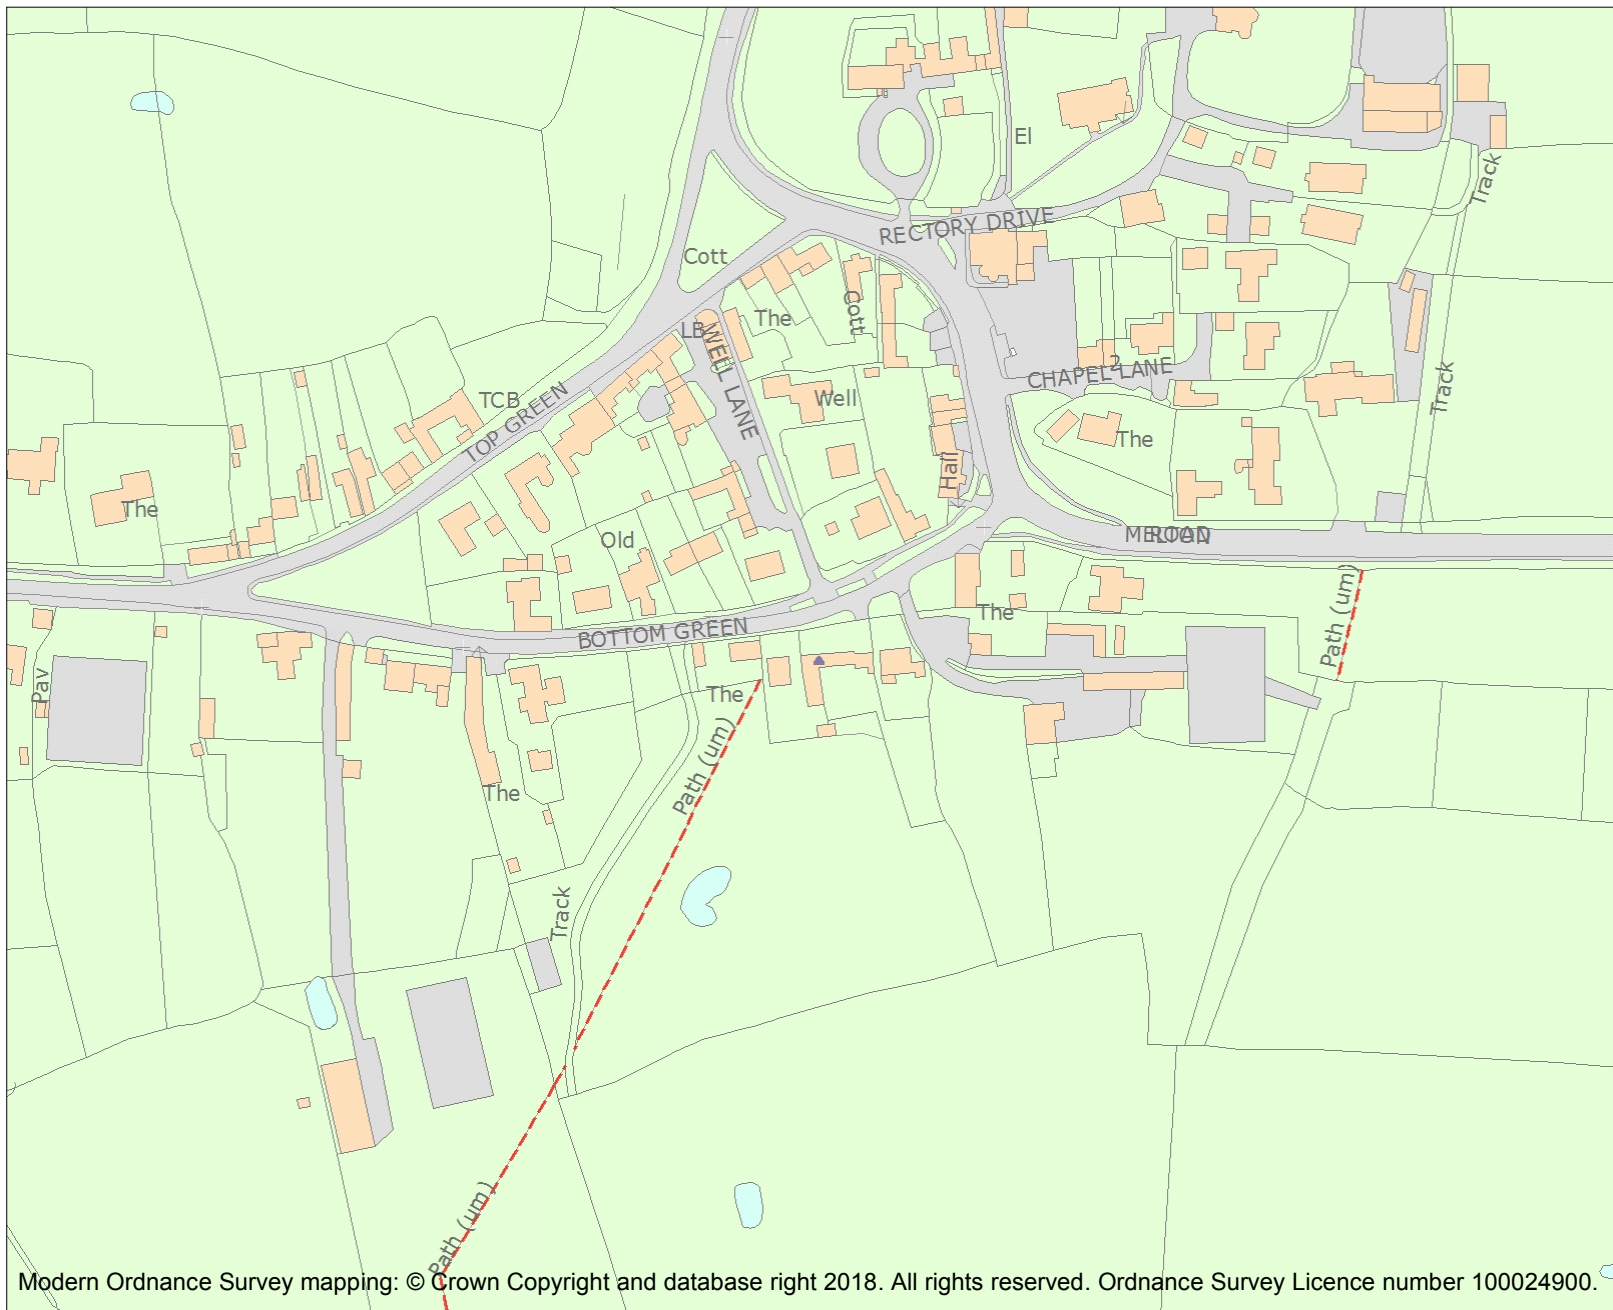 El
Track
RECTORY DRIVE
Cott
Cott
The
LB
WELL LANE
2
CHAPEL LANE
Track
TCB
TOP GREEN
Well
The
Hall
The
Old
MELTON
ROAD
Path (um)
The
BOTTOM GREEN
Pav
The
Path (um)
The
Track
Path (um)
Modern Ordnance Survey mapping: © Crown Copyright and database right 2018. All rights reserved. Ordnance Survey Licence number 100024900.